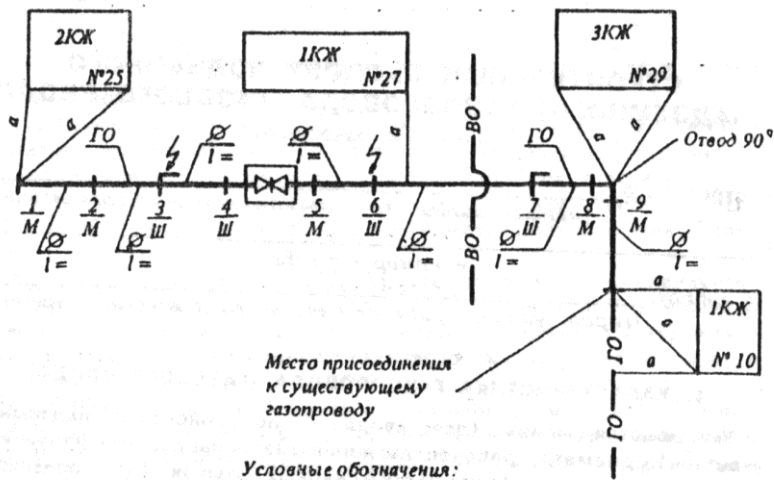 2КЖ
№25
1КЖ
№27
3КЖ
№29
а
а
а
а
а
ГО
Ø
l =
Ø
l =
ВО
ГО
Отвод 90°
1/М
2/М
3/Ш
4/Ш
5/М
6/Ш
7/Ш
8/М
9/М
Ø
l =
Ø
l =
Ø
l =
Ø
l =
Ø
l =
ВО
а
а
а
1КЖ
№ 10
ГО
ГО
Место присоединения
к существующему
газопроводу
Условные обозначения: